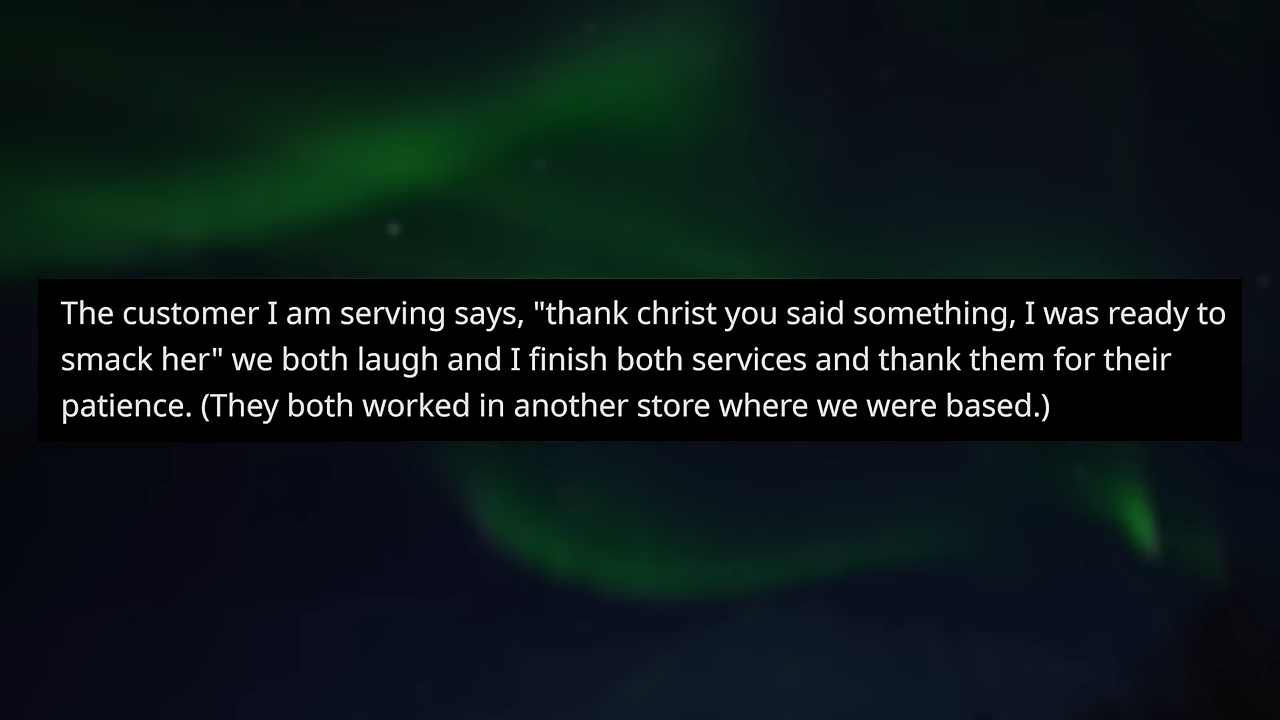 The customer I am serving says, "thank christ you said something, I was ready to
smack her" we both laugh and I finish both services and thank them for their
patience. (They both worked in another store where we were based.)